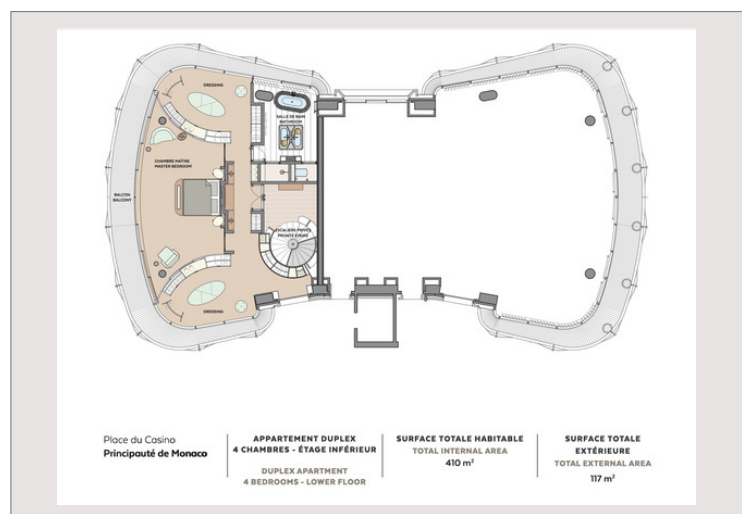 DRESSING
SALLE DE BAIN
BATHROOM
CHAMBRE MAÎTRE
MASTER BEDROOM
BALCON
BALCONY
ESCALIERS PRIVÉS
PRIVATE STAIRS
DRESSING
Place du Casino
Principauté de Monaco
APPARTEMENT DUPLEX
4 CHAMBRES - ÉTAGE INFÉRIEUR
DUPLEX APARTMENT
4 BEDROOMS - LOWER FLOOR
SURFACE TOTALE HABITABLE
TOTAL INTERNAL AREA
410 m²
SURFACE TOTALE
EXTÉRIEURE
TOTAL EXTERNAL AREA
117 m²